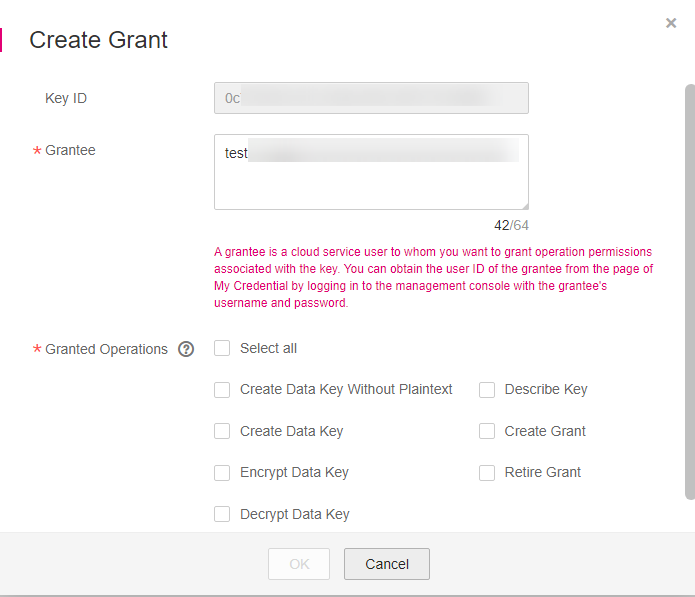 Create Grant
×
Key ID
0c
* Grantee
test
42/64
A grantee is a cloud service user to whom you want to grant operation permissions
associated with the key. You can obtain the user ID of the grantee from the page of
My Credential by logging in to the management console with the grantee's
username and password.
* Granted Operations ?
Select all
Create Data Key Without Plaintext
Describe Key
Create Data Key
Create Grant
Encrypt Data Key
Retire Grant
Decrypt Data Key
OK
Cancel